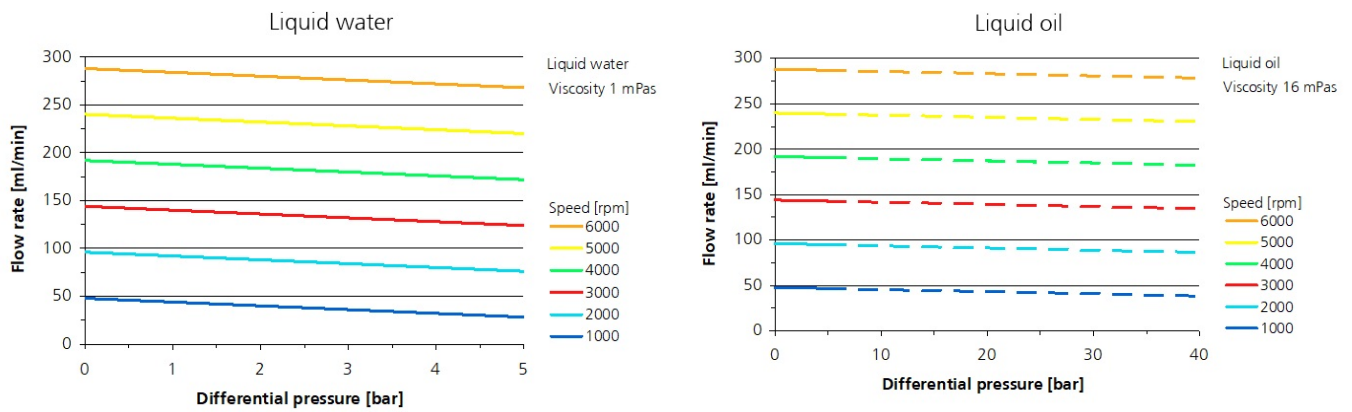 Liquid water
300
250
200
150
100
50
0
Flow rate [ml/min]
0 1 2 3 4 5
Differential pressure [bar]
Liquid water
Viscosity 1 mPas
Speed [rpm]
6000
5000
4000
3000
2000
1000
Liquid oil
300
250
200
150
100
50
0
Flow rate [ml/min]
0 10 20 30 40
Differential pressure [bar]
Liquid oil
Viscosity 16 mPas
Speed [rpm]
6000
5000
4000
3000
2000
1000